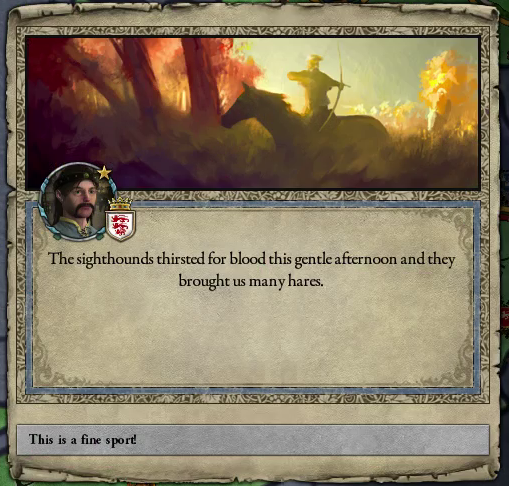 The sighthounds thirsted for blood this gentle afternoon and they
brought us many hares.
This is a fine sport!